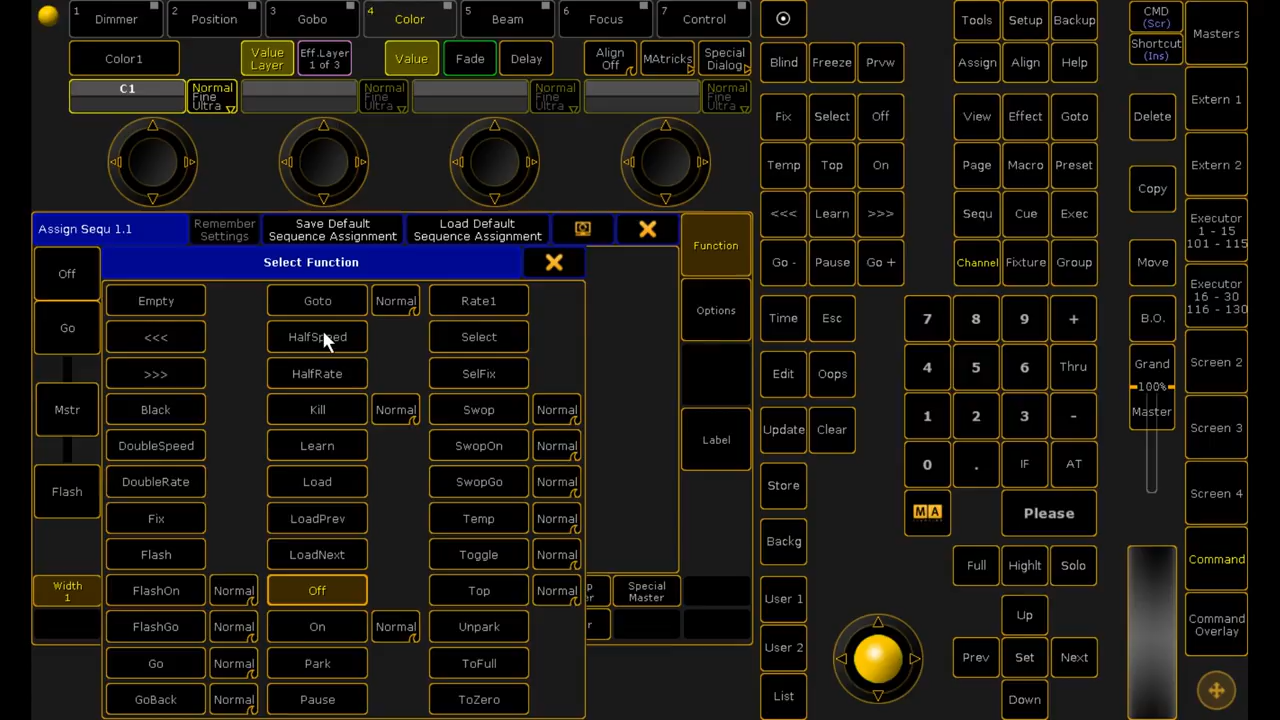 1 Dimmer
2 Position
3 Gobo
4 Color
5 Beam
6 Focus
7 Control
Color1
Value
Layer
Eff.Layer
1 of 3
Value
Fade
Delay
Align
Off
MAtricks
Special
Dialog
C1
Normal
Fine
Ultra
Normal
Fine
Ultra
Normal
Fine
Ultra
Normal
Fine
Ultra
Assign Sequ 1.1
Remember
Settings
Save Default
Sequence Assignment
Load Default
Sequence Assignment
Function
Options
Label
Select Function
Off
Go
Mstr
Flash
Width
1
Empty
<<<
>>>
Black
DoubleSpeed
DoubleRate
Fix
Flash
FlashOn Normal
FlashGo Normal
Go Normal
GoBack Normal
Goto Normal
HalfSpeed
HalfRate
Kill Normal
Learn
Load
LoadPrev
LoadNext
Off
On Normal
Park
Pause
Rate1
Select
SelFix
Swop Normal
SwopOn Normal
SwopGo Normal
Temp Normal
Toggle Normal
Top Normal
Unpark
ToFull
ToZero
Special
Master
Blind Freeze Prvw
Fix Select Off
Temp Top On
<<< Learn >>>
Go - Pause Go +
Time Esc
Edit Oops
Update Clear
Store
Backg
User 1
User 2
List
Tools Setup Backup
Assign Align Help
View Effect Goto
Page Macro Preset
Sequ Cue Exec
Channel Fixture Group
7 8 9 +
4 5 6 Thru
1 2 3 -
0 . IF AT
MA Please
Full Highlt Solo
Up
Prev Set Next
Down
CMD
(Scr)
Shortcut
(Ins)
Delete
Copy
Move
B.O.
Grand
100%
Master
Masters
Extern 1
Extern 2
Executor
1 - 15
101 - 115
Executor
16 - 30
116 - 130
Screen 2
Screen 3
Screen 4
Command
Command
Overlay